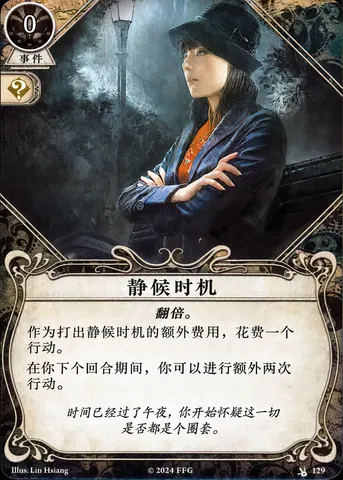 0
事件
静候时机
翻倍。
作为打出静候时机的额外费用，花费一个
行动。
在你下个回合期间，你可以进行额外两次
行动。
时间已经过了午夜，你开始怀疑这一切
是否都是个圈套。
Illus. Lin Hsiang
© 2024 FFG
129